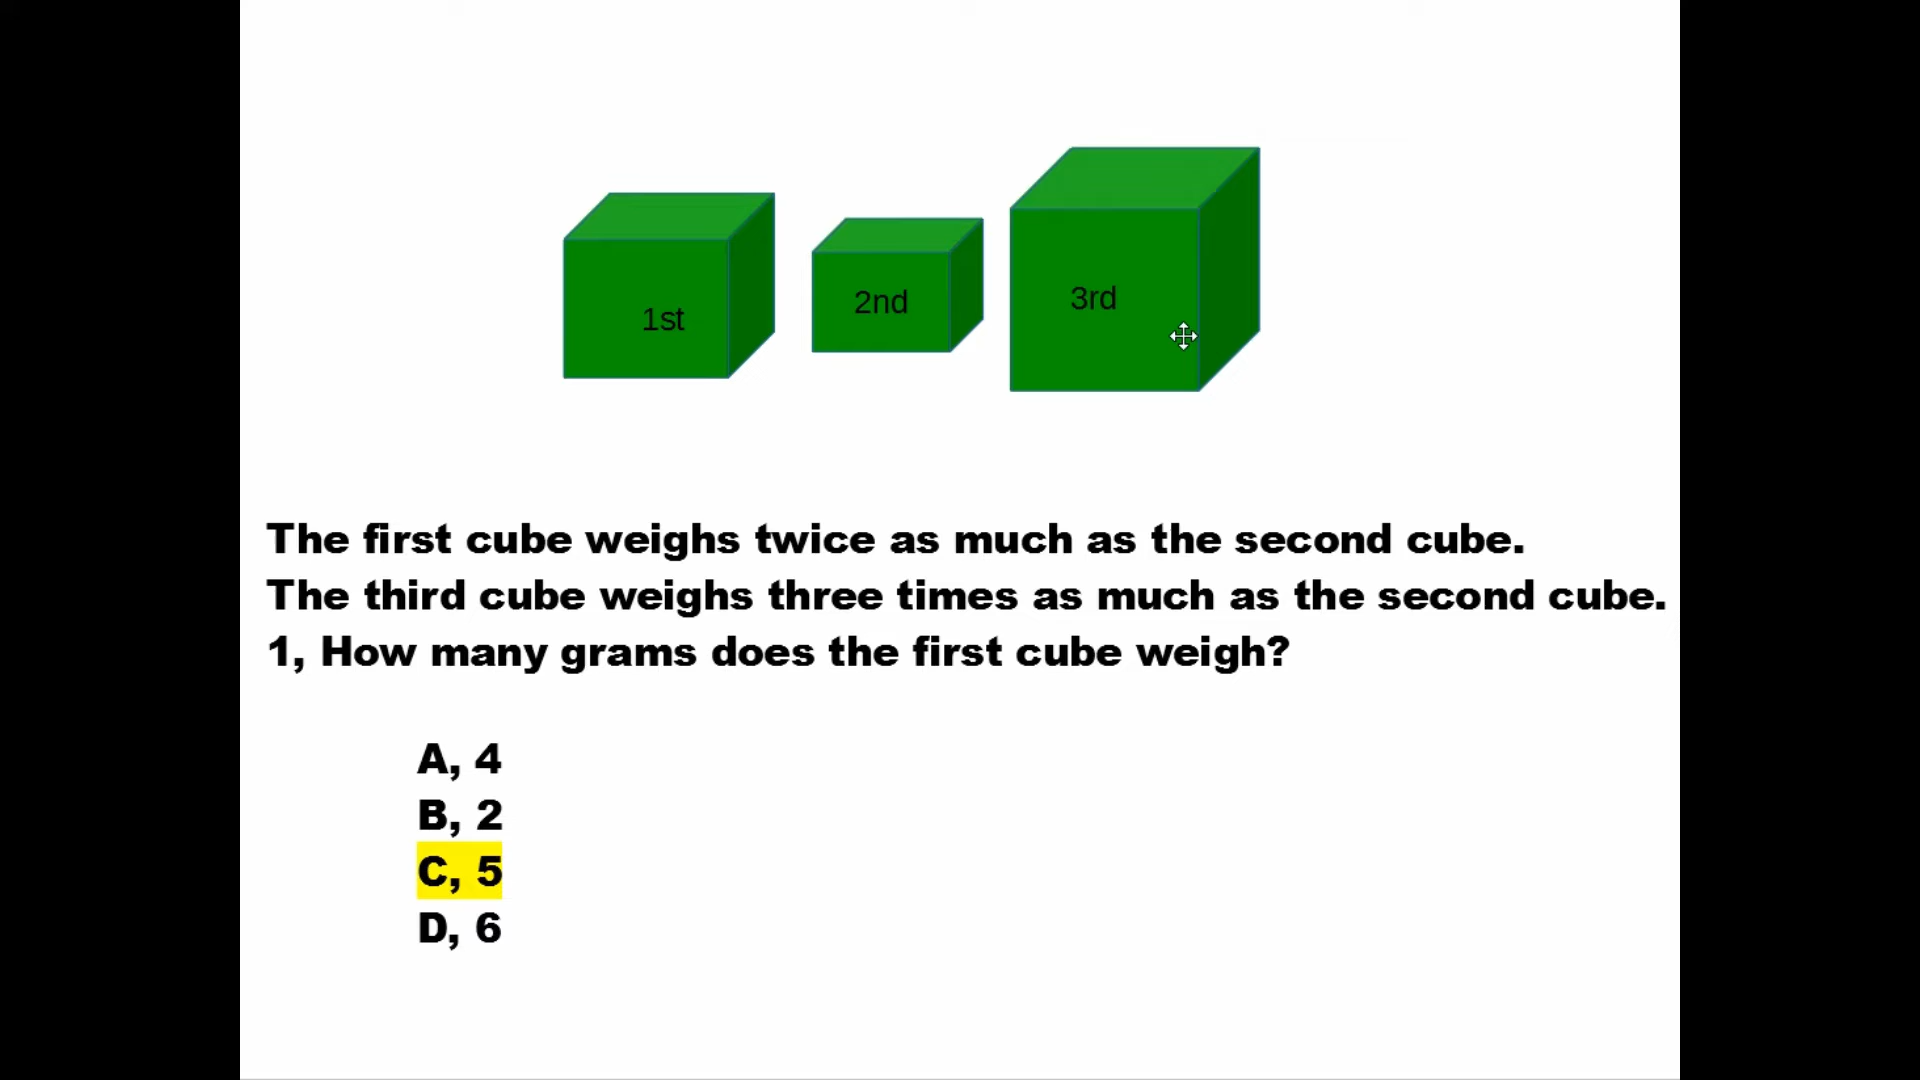 1st
2nd
3rd
The first cube weighs twice as much as the second cube.
The third cube weighs three times as much as the second cube.
1, How many grams does the first cube weigh?
A, 4
B, 2
C, 5
D, 6